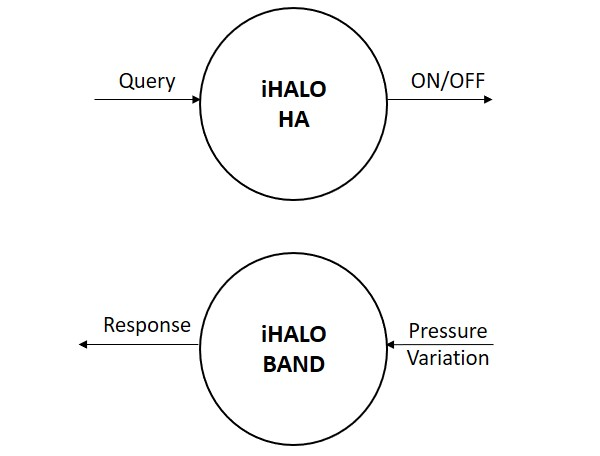 Query
iHALO
HA
ON/OFF
Response
iHALO
BAND
Pressure
Variation